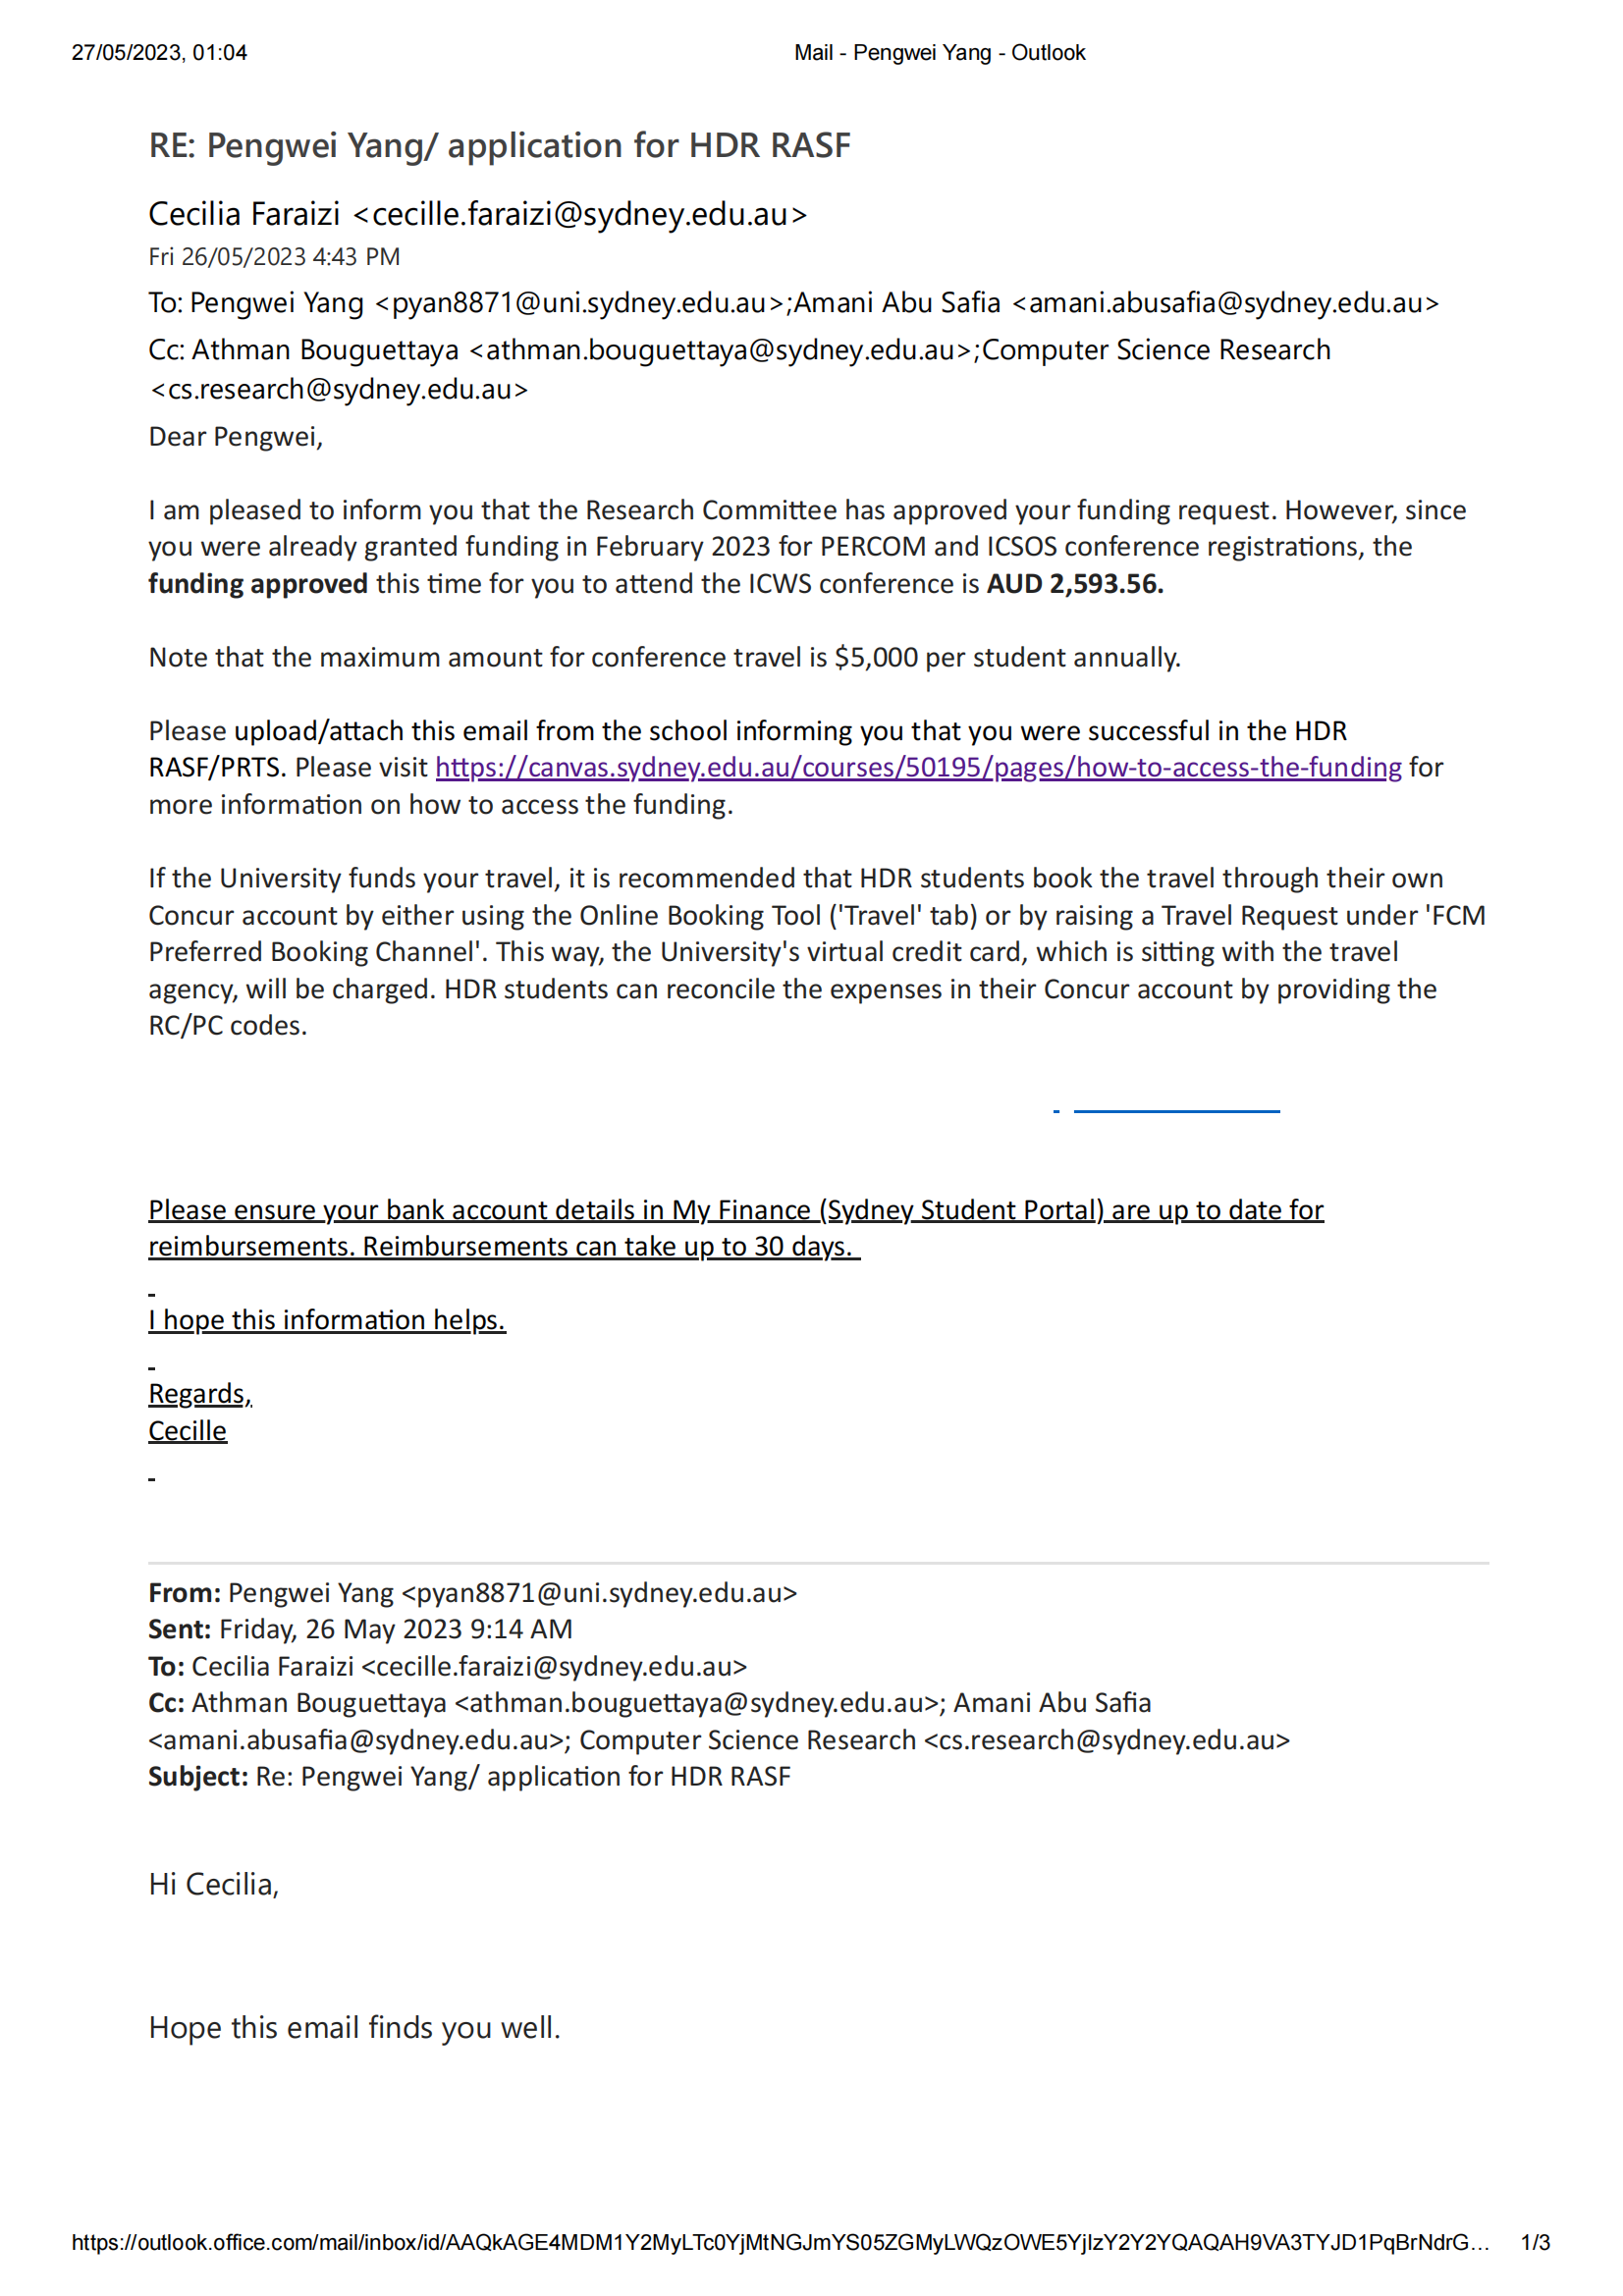 27/05/2023, 01:04
Mail - Pengwei Yang - Outlook
RE: Pengwei Yang/ application for HDR RASF
Cecilia Faraizi <cecille.faraizi@sydney.edu.au>
Fri 26/05/2023 4:43 PM
To: Pengwei Yang <pyan8871@uni.sydney.edu.au>;Amani Abu Safia <amani.abusafia@sydney.edu.au>
Cc: Athman Bouguettaya <athman.bouguettaya@sydney.edu.au>;Computer Science Research
<cs.research@sydney.edu.au>
Dear Pengwei,
I am pleased to inform you that the Research Committee has approved your funding request. However, since
you were already granted funding in February 2023 for PERCOM and ICSOS conference registrations, the
funding approved this time for you to attend the ICWS conference is AUD 2,593.56.
Note that the maximum amount for conference travel is $5,000 per student annually.
Please upload/attach this email from the school informing you that you were successful in the HDR
RASF/PRTS. Please visit https://canvas.sydney.edu.au/courses/50195/pages/how-to-access-the-funding for
more information on how to access the funding.
If the University funds your travel, it is recommended that HDR students book the travel through their own
Concur account by either using the Online Booking Tool ('Travel' tab) or by raising a Travel Request under 'FCM
Preferred Booking Channel'. This way, the University's virtual credit card, which is sitting with the travel
agency, will be charged. HDR students can reconcile the expenses in their Concur account by providing the
RC/PC codes.
Please ensure your bank account details in My Finance (Sydney Student Portal) are up to date for
reimbursements. Reimbursements can take up to 30 days.
I hope this information helps.
Regards,
Cecille
From: Pengwei Yang <pyan8871@uni.sydney.edu.au>
Sent: Friday, 26 May 2023 9:14 AM
To: Cecilia Faraizi <cecille.faraizi@sydney.edu.au>
Cc: Athman Bouguettaya <athman.bouguettaya@sydney.edu.au>; Amani Abu Safia
<amani.abusafia@sydney.edu.au>; Computer Science Research <cs.research@sydney.edu.au>
Subject: Re: Pengwei Yang/ application for HDR RASF
Hi Cecilia,
Hope this email finds you well.
https://outlook.office.com/mail/inbox/id/AAQkAGE4MDM1Y2MyLTc0YjMtNGJmYS05ZGMyLWQzOWE5YjIzY2Y2YQAQAH9VA3TYJD1PqBrNdrG… 1/3